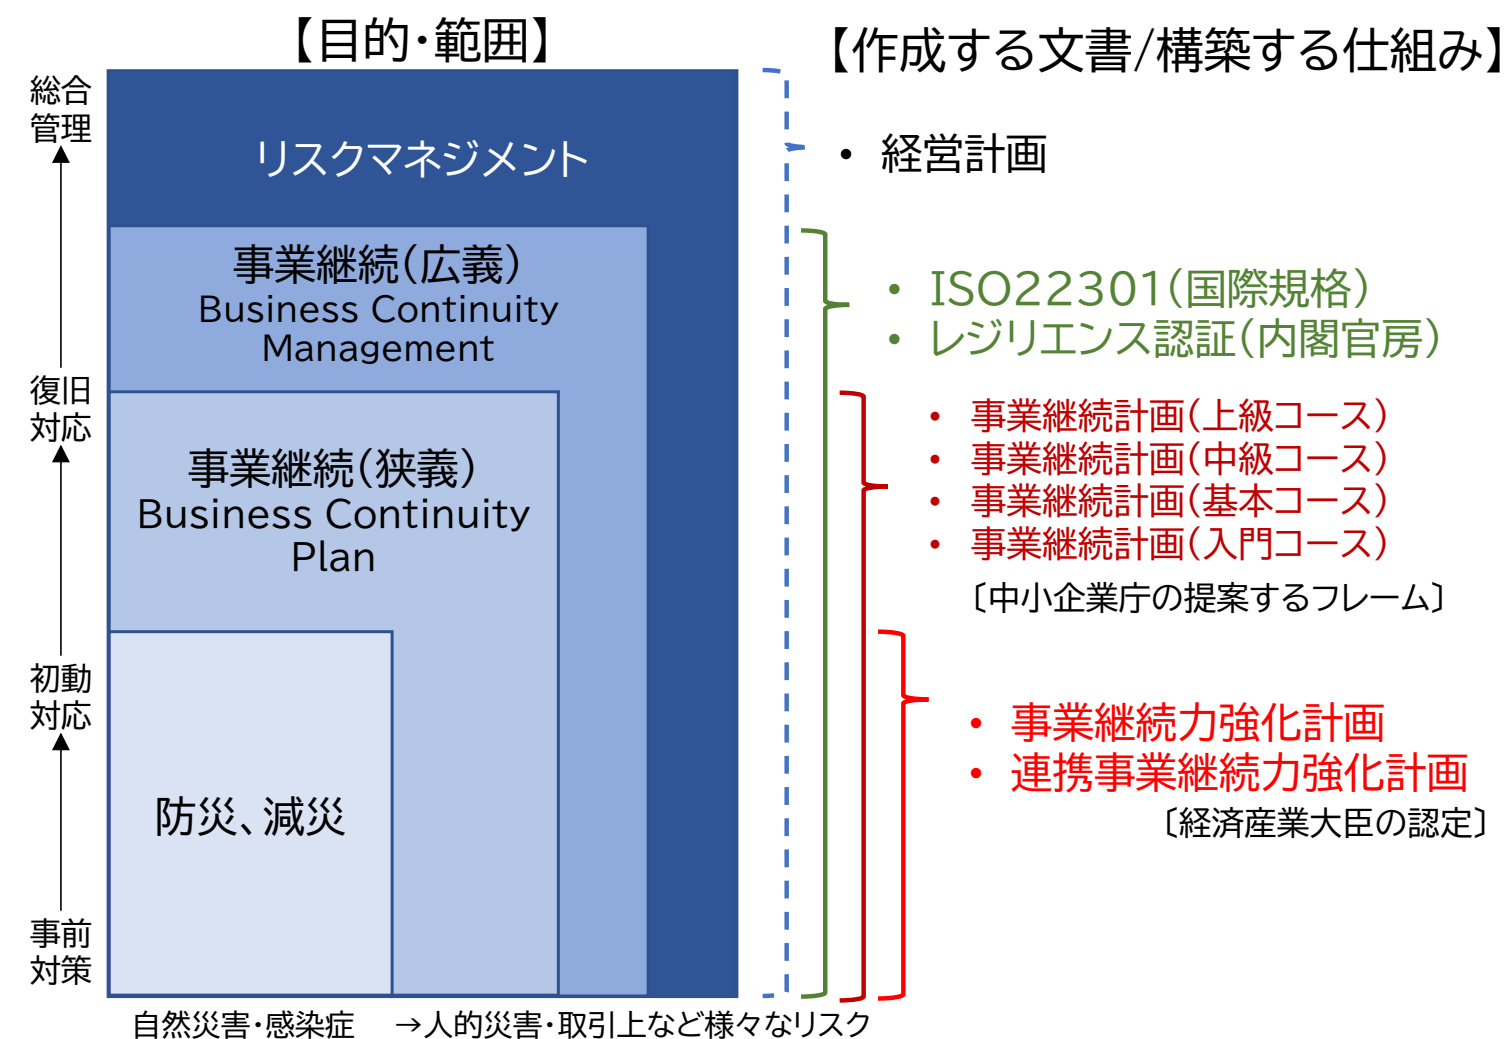 【目的・範囲】
【作成する文書/構築する仕組み】
総合
管理
復旧
対応
初動
対応
事前
対策
リスクマネジメント
事業継続(広義)
Business Continuity
Management
事業継続(狭義)
Business Continuity
Plan
防災、減災
自然災害・感染症 →人的災害・取引上など様々なリスク
• 経営計画
• ISO22301(国際規格)
• レジリエンス認証(内閣官房)
• 事業継続計画(上級コース)
• 事業継続計画(中級コース)
• 事業継続計画(基本コース)
• 事業継続計画(入門コース)
〔中小企業庁の提案するフレーム〕
• 事業継続力強化計画
• 連携事業継続力強化計画
〔経済産業大臣の認定〕